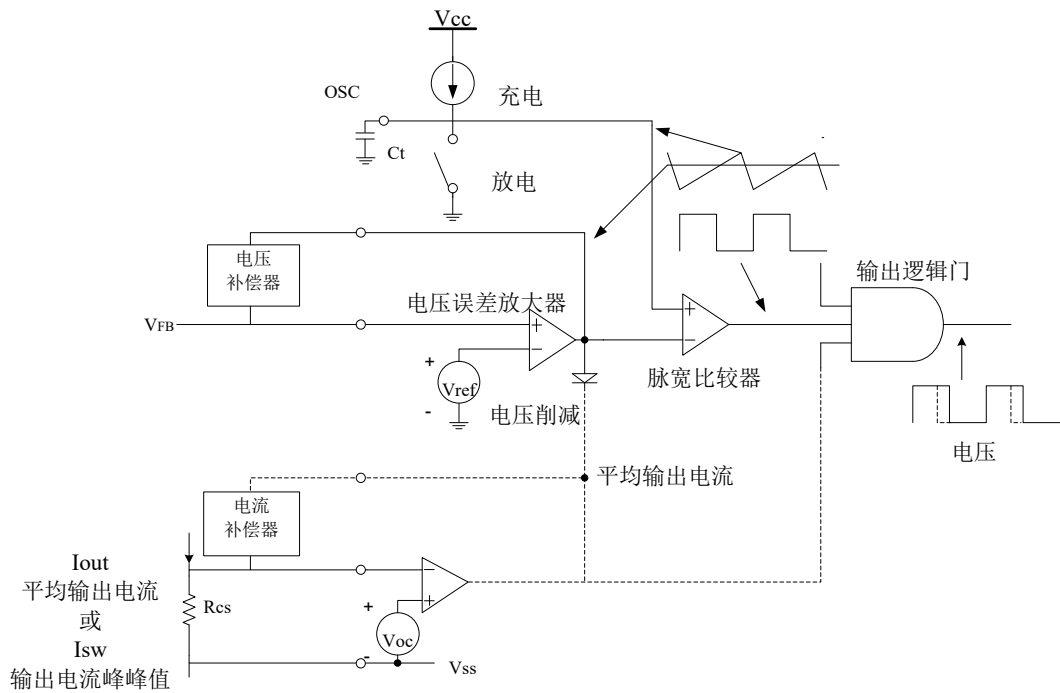 Vcc
OSC
充电
Ct
放电
电压
补偿器
输出逻辑门
电压误差放大器
VFB
+
−
+
−
+
Vref
-
脉宽比较器
电压削减
电压
平均输出电流
电流
补偿器
Iout
平均输出电流
或
Isw
输出电流峰峰值
Rcs
−
+
+
Voc
-
Vss